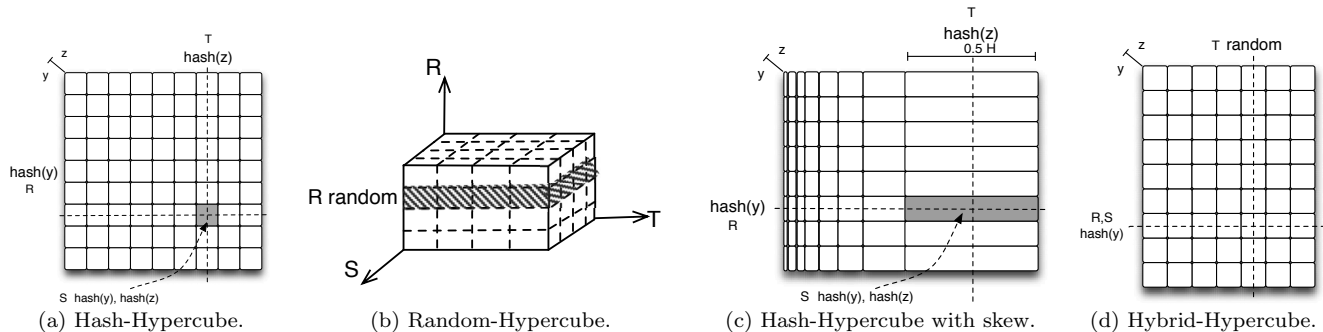 T
hash(z)
z
y
hash(y)
R
S hash(y), hash(z)
(a) Hash-Hypercube.
R
R random
T
S
(b) Random-Hypercube.
T
hash(z)
0.5 H
z
y
hash(y)
R
S hash(y), hash(z)
(c) Hash-Hypercube with skew.
T random
z
y
R,S
hash(y)
(d) Hybrid-Hypercube.